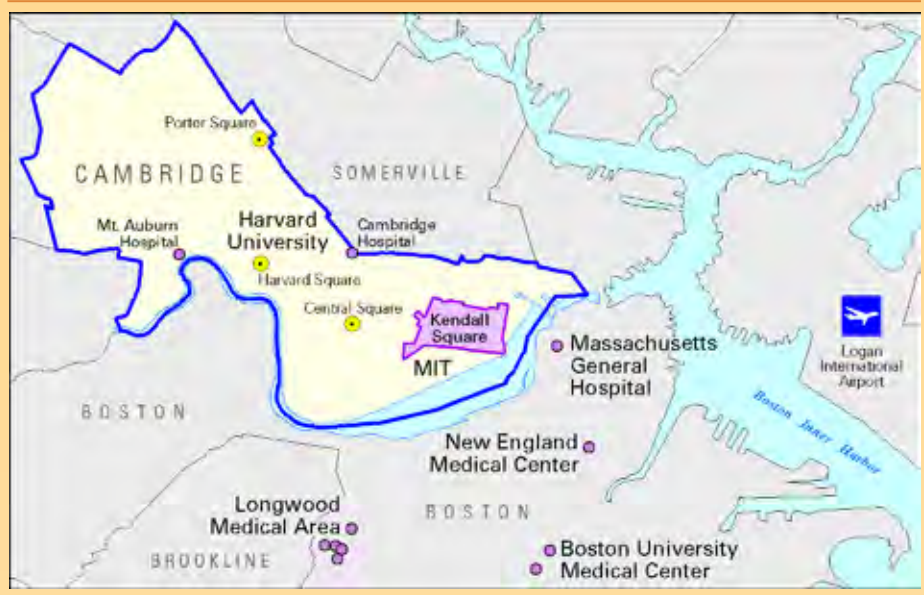 Porter Square
CAMBRIDGE
SOMERVILLE
Mt. Auburn
Hospital
Harvard
University
Cambridge
Hospital
Harvard Square
Central Square
Kendall
Square
MIT
Massachusetts
General
Hospital
Logan
International
Airport
BOSTON
Boston Inner Harbor
New England
Medical Center
Longwood
Medical Area
BOSTON
BROOKLINE
Boston University
Medical Center